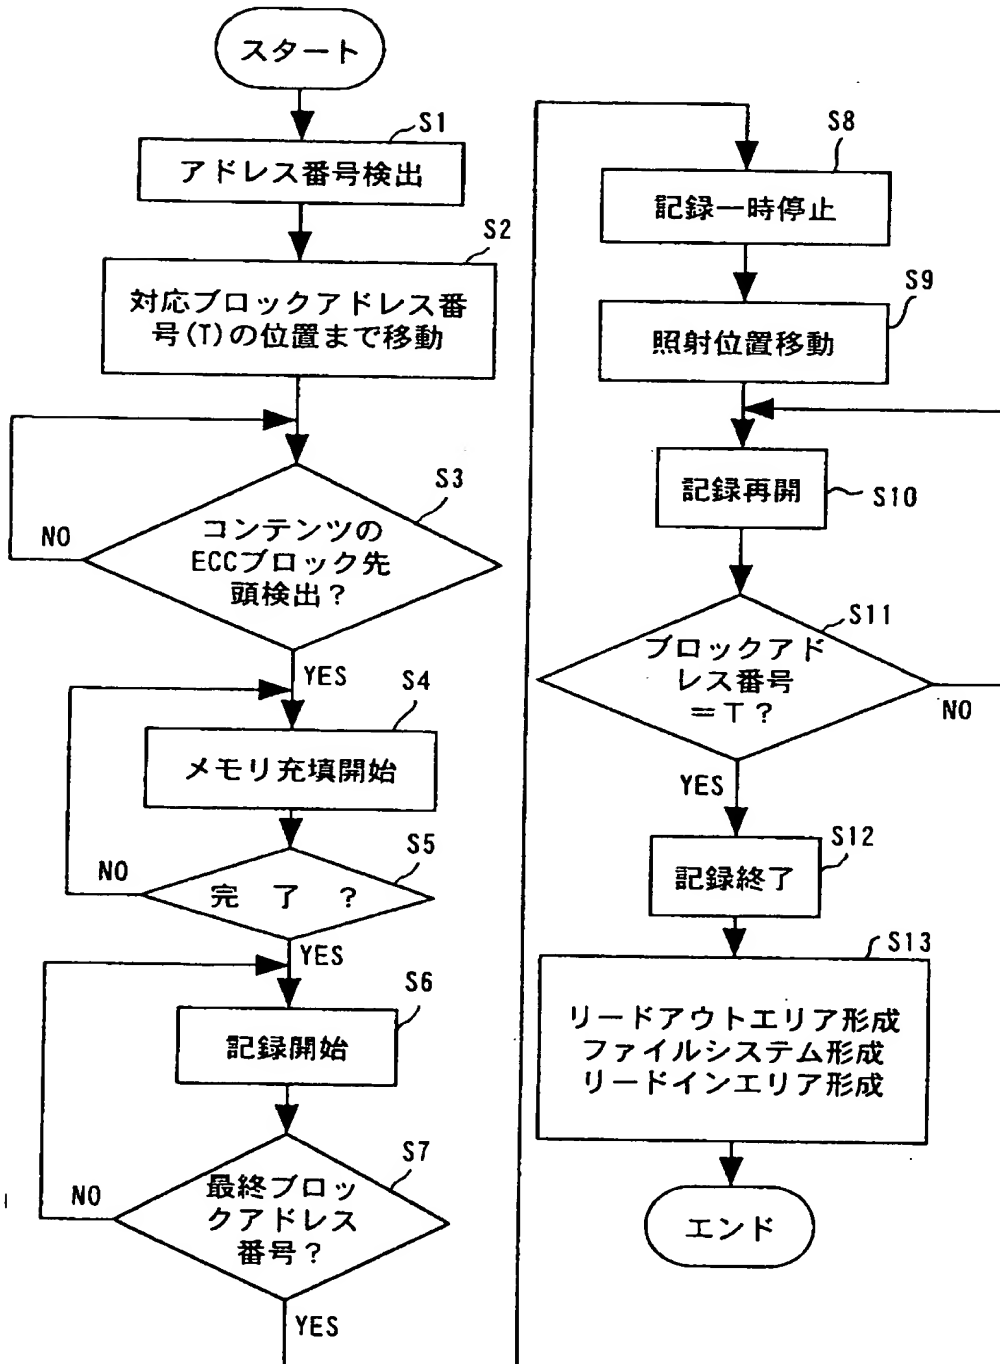 スタート
S1
アドレス番号検出
S2
対応ブロックアドレス番
号(T)の位置まで移動
S3
コンテンツの
ECCブロック先
頭検出？
NO
YES
S4
メモリ充填開始
S5
完 了 ？
NO
YES
S6
記録開始
S7
最終ブロッ
クアドレス
番号？
NO
YES
S8
記録一時停止
S9
照射位置移動
記録再開
S10
S11
ブロックアド
レス番号
＝T？
NO
YES
S12
記録終了
S13
リードアウトエリア形成
ファイルシステム形成
リードインエリア形成
エンド